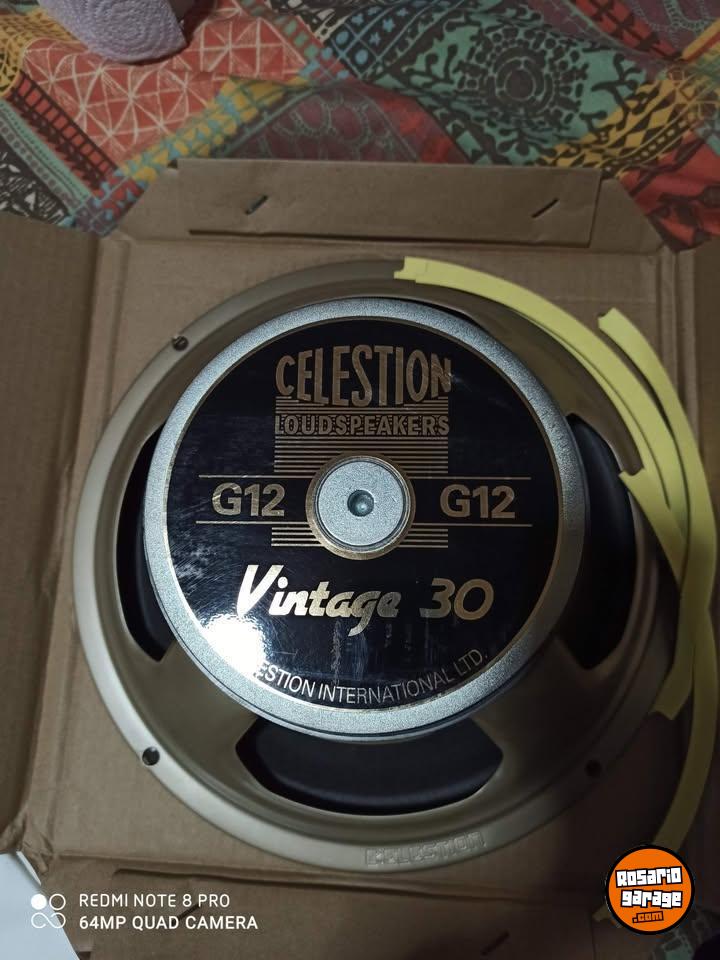 CELESTION
LOUDSPEAKERS
G12 G12
Vintage 30
ESTION INTERNATIONAL LTD.
CELESTION
REDMI NOTE 8 PRO
64MP QUAD CAMERA
Rosario
garage
.com